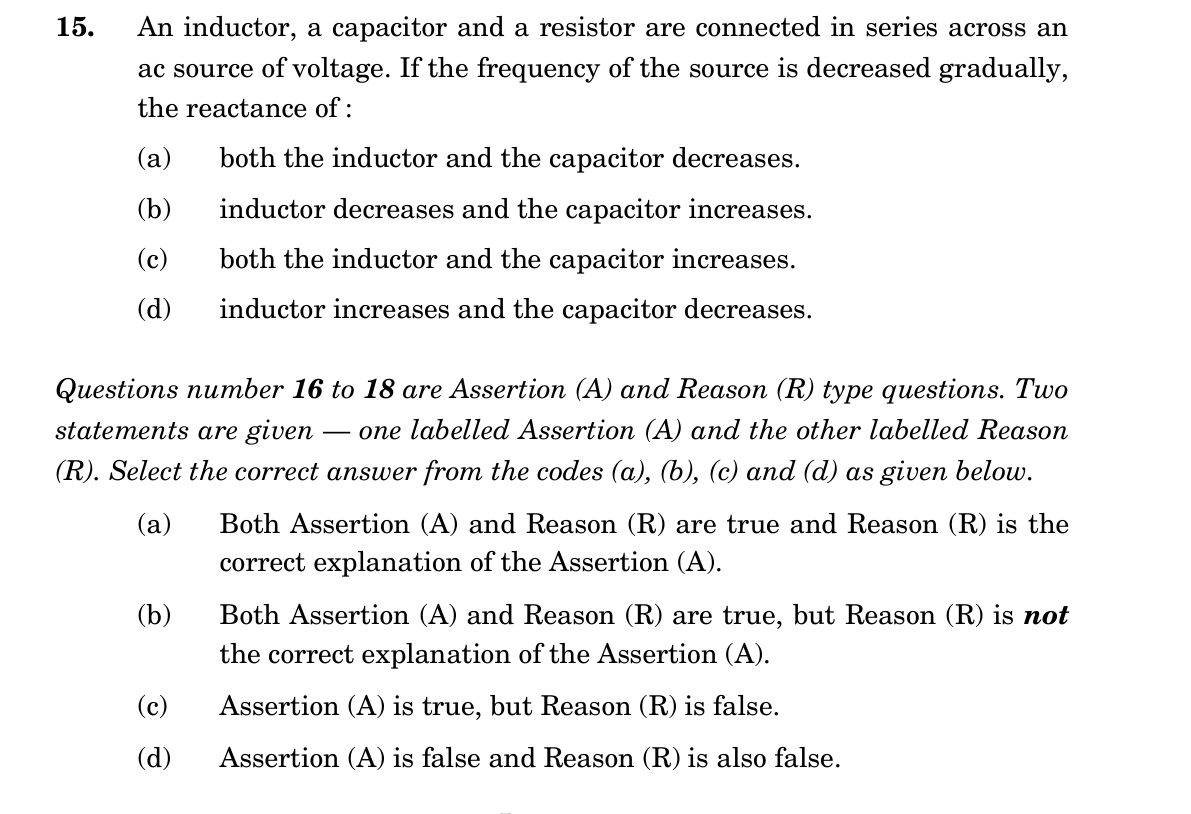 15. An inductor, a capacitor and a resistor are connected in series across an
ac source of voltage. If the frequency of the source is decreased gradually,
the reactance of :
(a) both the inductor and the capacitor decreases.
(b) inductor decreases and the capacitor increases.
(c) both the inductor and the capacitor increases.
(d) inductor increases and the capacitor decreases.
Questions number 16 to 18 are Assertion (A) and Reason (R) type questions. Two
statements are given — one labelled Assertion (A) and the other labelled Reason
(R). Select the correct answer from the codes (a), (b), (c) and (d) as given below.
(a) Both Assertion (A) and Reason (R) are true and Reason (R) is the
correct explanation of the Assertion (A).
(b) Both Assertion (A) and Reason (R) are true, but Reason (R) is not
the correct explanation of the Assertion (A).
(c) Assertion (A) is true, but Reason (R) is false.
(d) Assertion (A) is false and Reason (R) is also false.